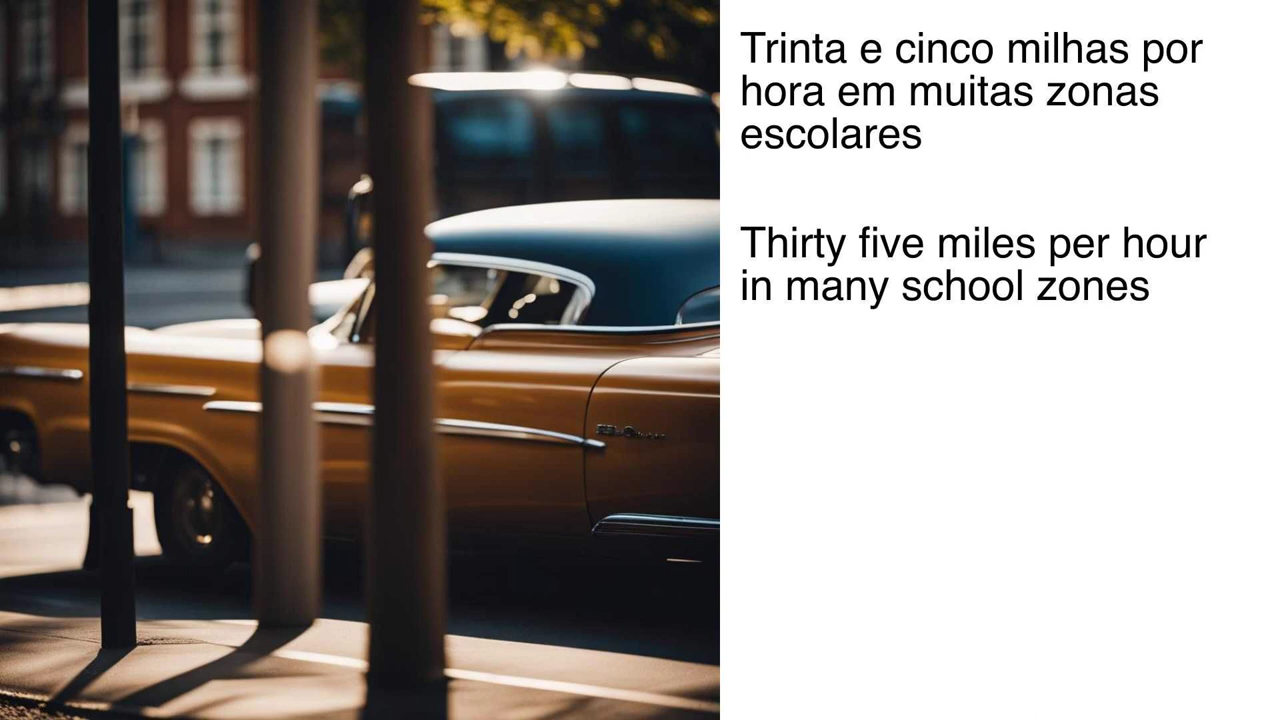 Trinta e cinco milhas por
hora em muitas zonas
escolares
Thirty five miles per hour
in many school zones